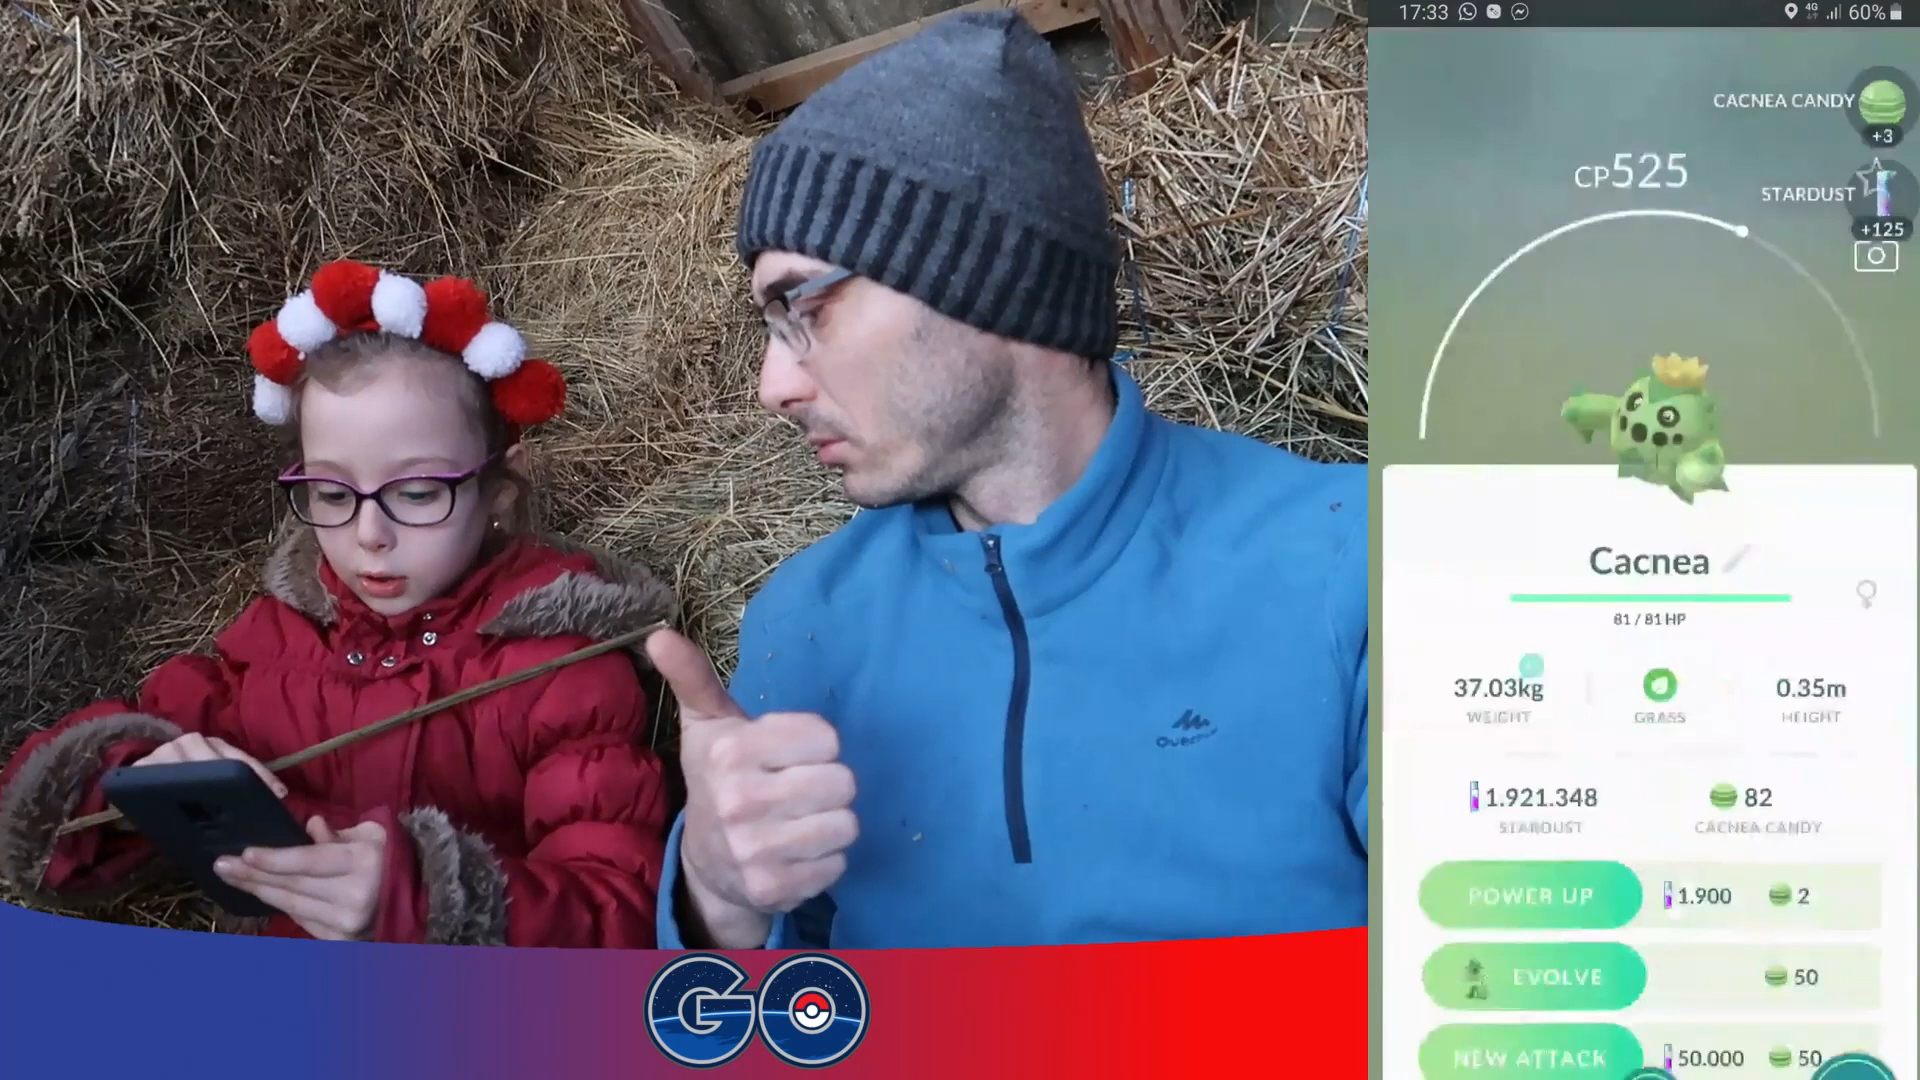 17:33
4G
60%
CACNEA CANDY
+3
CP525
STARDUST
+125
Cacnea
81 / 81 HP
37.03kg
WEIGHT
GRASS
0.35m
HEIGHT
1.921.348
STARDUST
82
CACNEA CANDY
POWER UP
1.900
2
EVOLVE
50
NEW ATTACK
50.000
50
GO